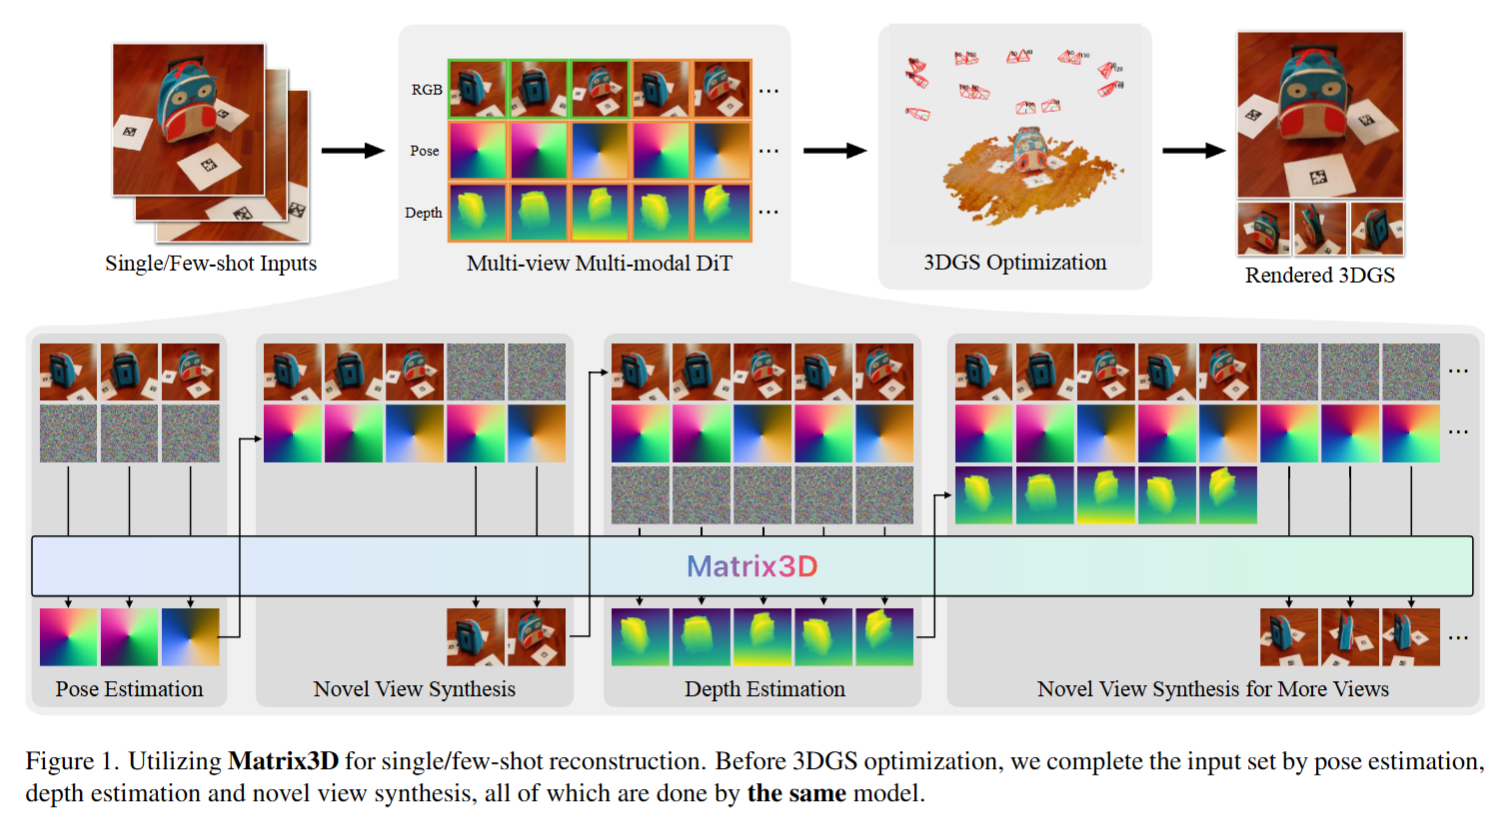 RGB
...
Pose
...
Depth
...
Single/Few-shot Inputs
Multi-view Multi-modal DiT
3DGS Optimization
Rendered 3DGS
...
...
Matrix3D
...
Pose Estimation
Novel View Synthesis
Depth Estimation
Novel View Synthesis for More Views
Figure 1. Utilizing Matrix3D for single/few-shot reconstruction. Before 3DGS optimization, we complete the input set by pose estimation,
depth estimation and novel view synthesis, all of which are done by the same model.